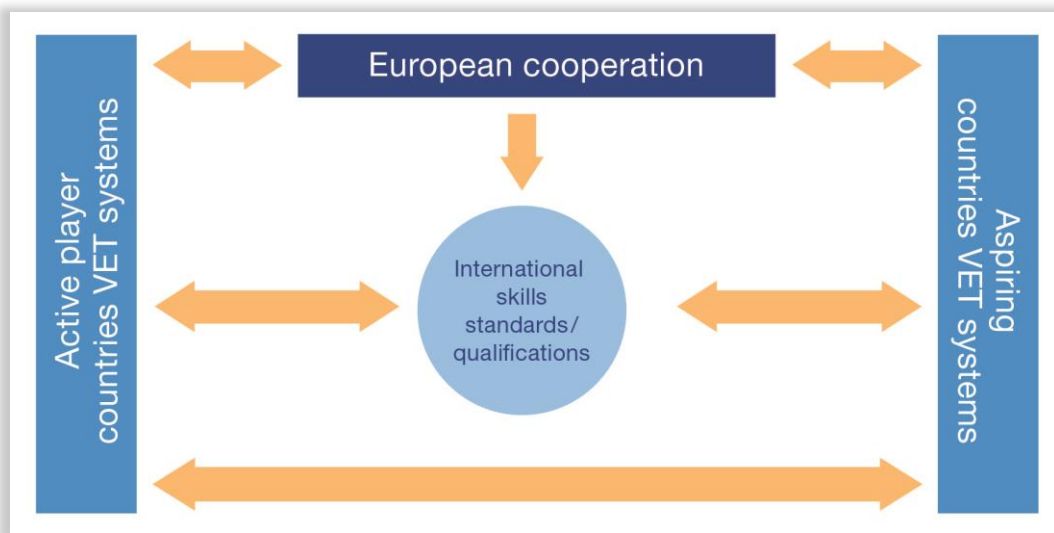 European cooperation
Active player
countries VET systems
International
skills
standards/
qualifications
Aspiring
countries VET systems